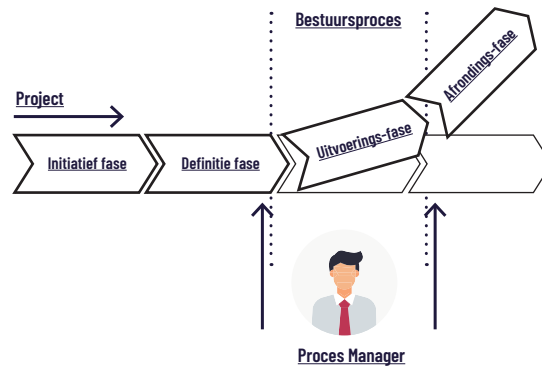 Bestuursproces
Afrondings-fase
Project
Initiatief fase
Definitie fase
Uitvoerings-fase
Proces Manager